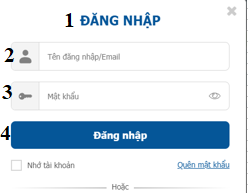 1 ĐĂNG NHẬP
2 Tên đăng nhập/Email
3 Mật khẩu
4 Đăng nhập
Nhớ tài khoản Quên mật khẩu
Hoặc